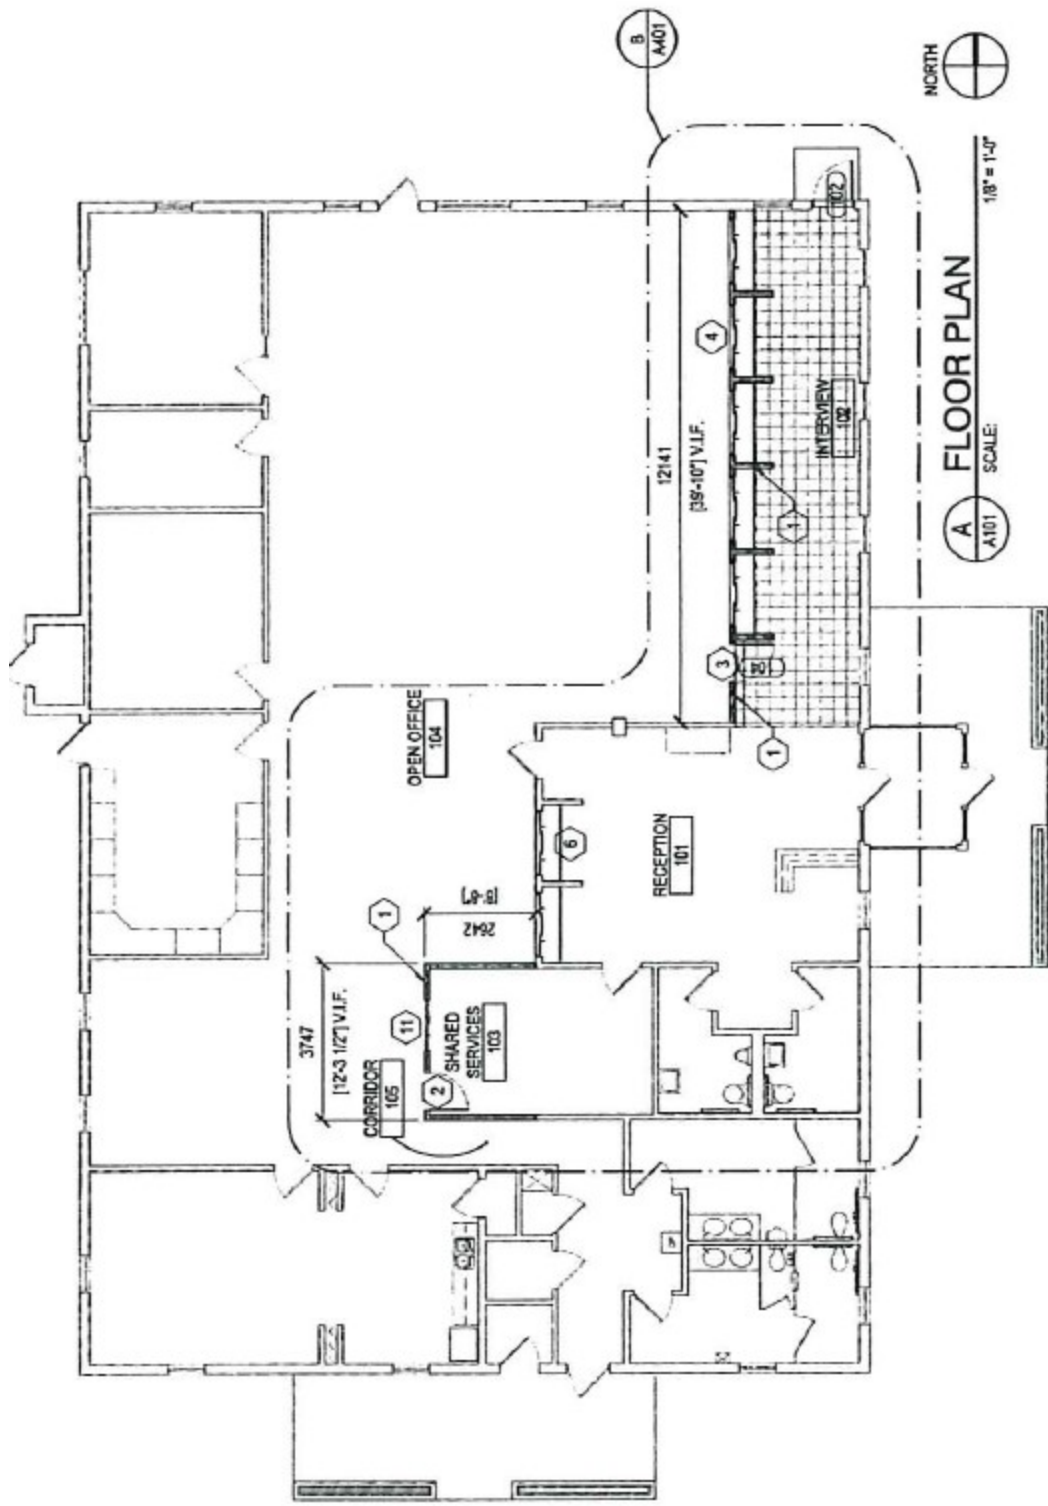 B
A401
NORTH
12141
[39'-10"] V.I.F.
4
102
INTERVIEW
102
1
3
04
1
OPEN OFFICE
104
6
RECEPTION
101
2642
[8'-8"]
1
3747
[12'-3 1/2"] V.I.F.
11
SHARED
SERVICES
103
2
CORRIDOR
105
A
A101
FLOOR PLAN
SCALE:
1/8" = 1'-0"